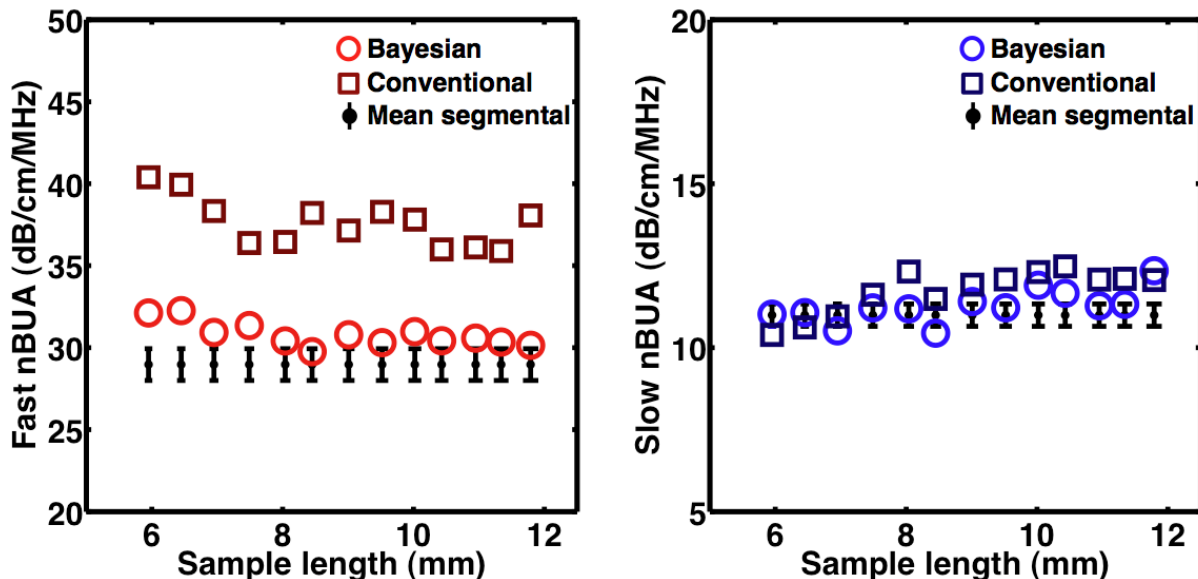 50
45
40
35
30
25
20
Fast nBUA (dB/cm/MHz)
Bayesian
Conventional
Mean segmental
6
8
10
12
Sample length (mm)
20
15
10
5
Slow nBUA (dB/cm/MHz)
Bayesian
Conventional
Mean segmental
6
8
10
12
Sample length (mm)